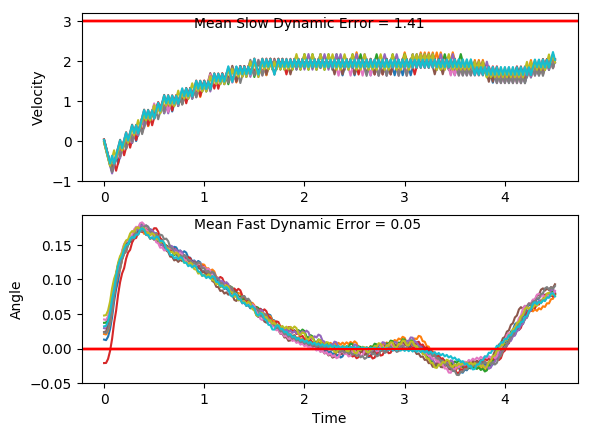 Mean Slow Dynamic Error = 1.41
3
2
1
0
−1
Velocity
0 1 2 3 4
Mean Fast Dynamic Error = 0.05
0.15
0.10
0.05
0.00
−0.05
Angle
0 1 2 3 4
Time